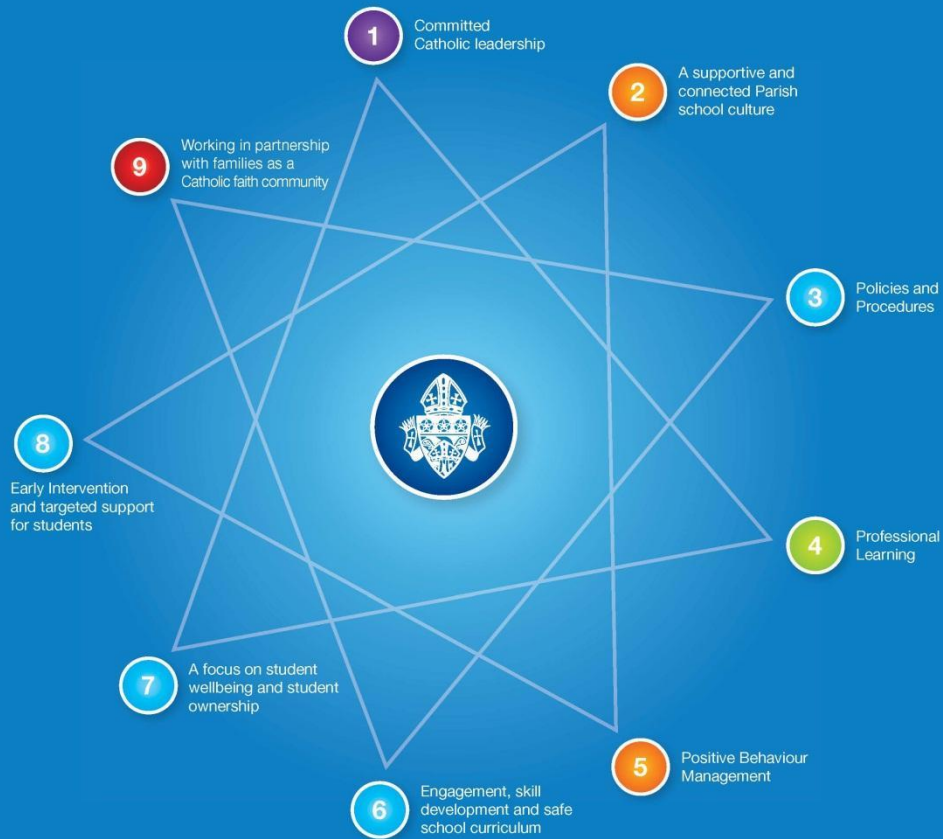 1
Committed
Catholic leadership
2
A supportive and
connected Parish
school culture
9
Working in partnership
with families as a
Catholic faith community
3
Policies and
Procedures
8
Early Intervention
and targeted support
for students
4
Professional
Learning
7
A focus on student
wellbeing and student
ownership
5
Positive Behaviour
Management
6
Engagement, skill
development and safe
school curriculum